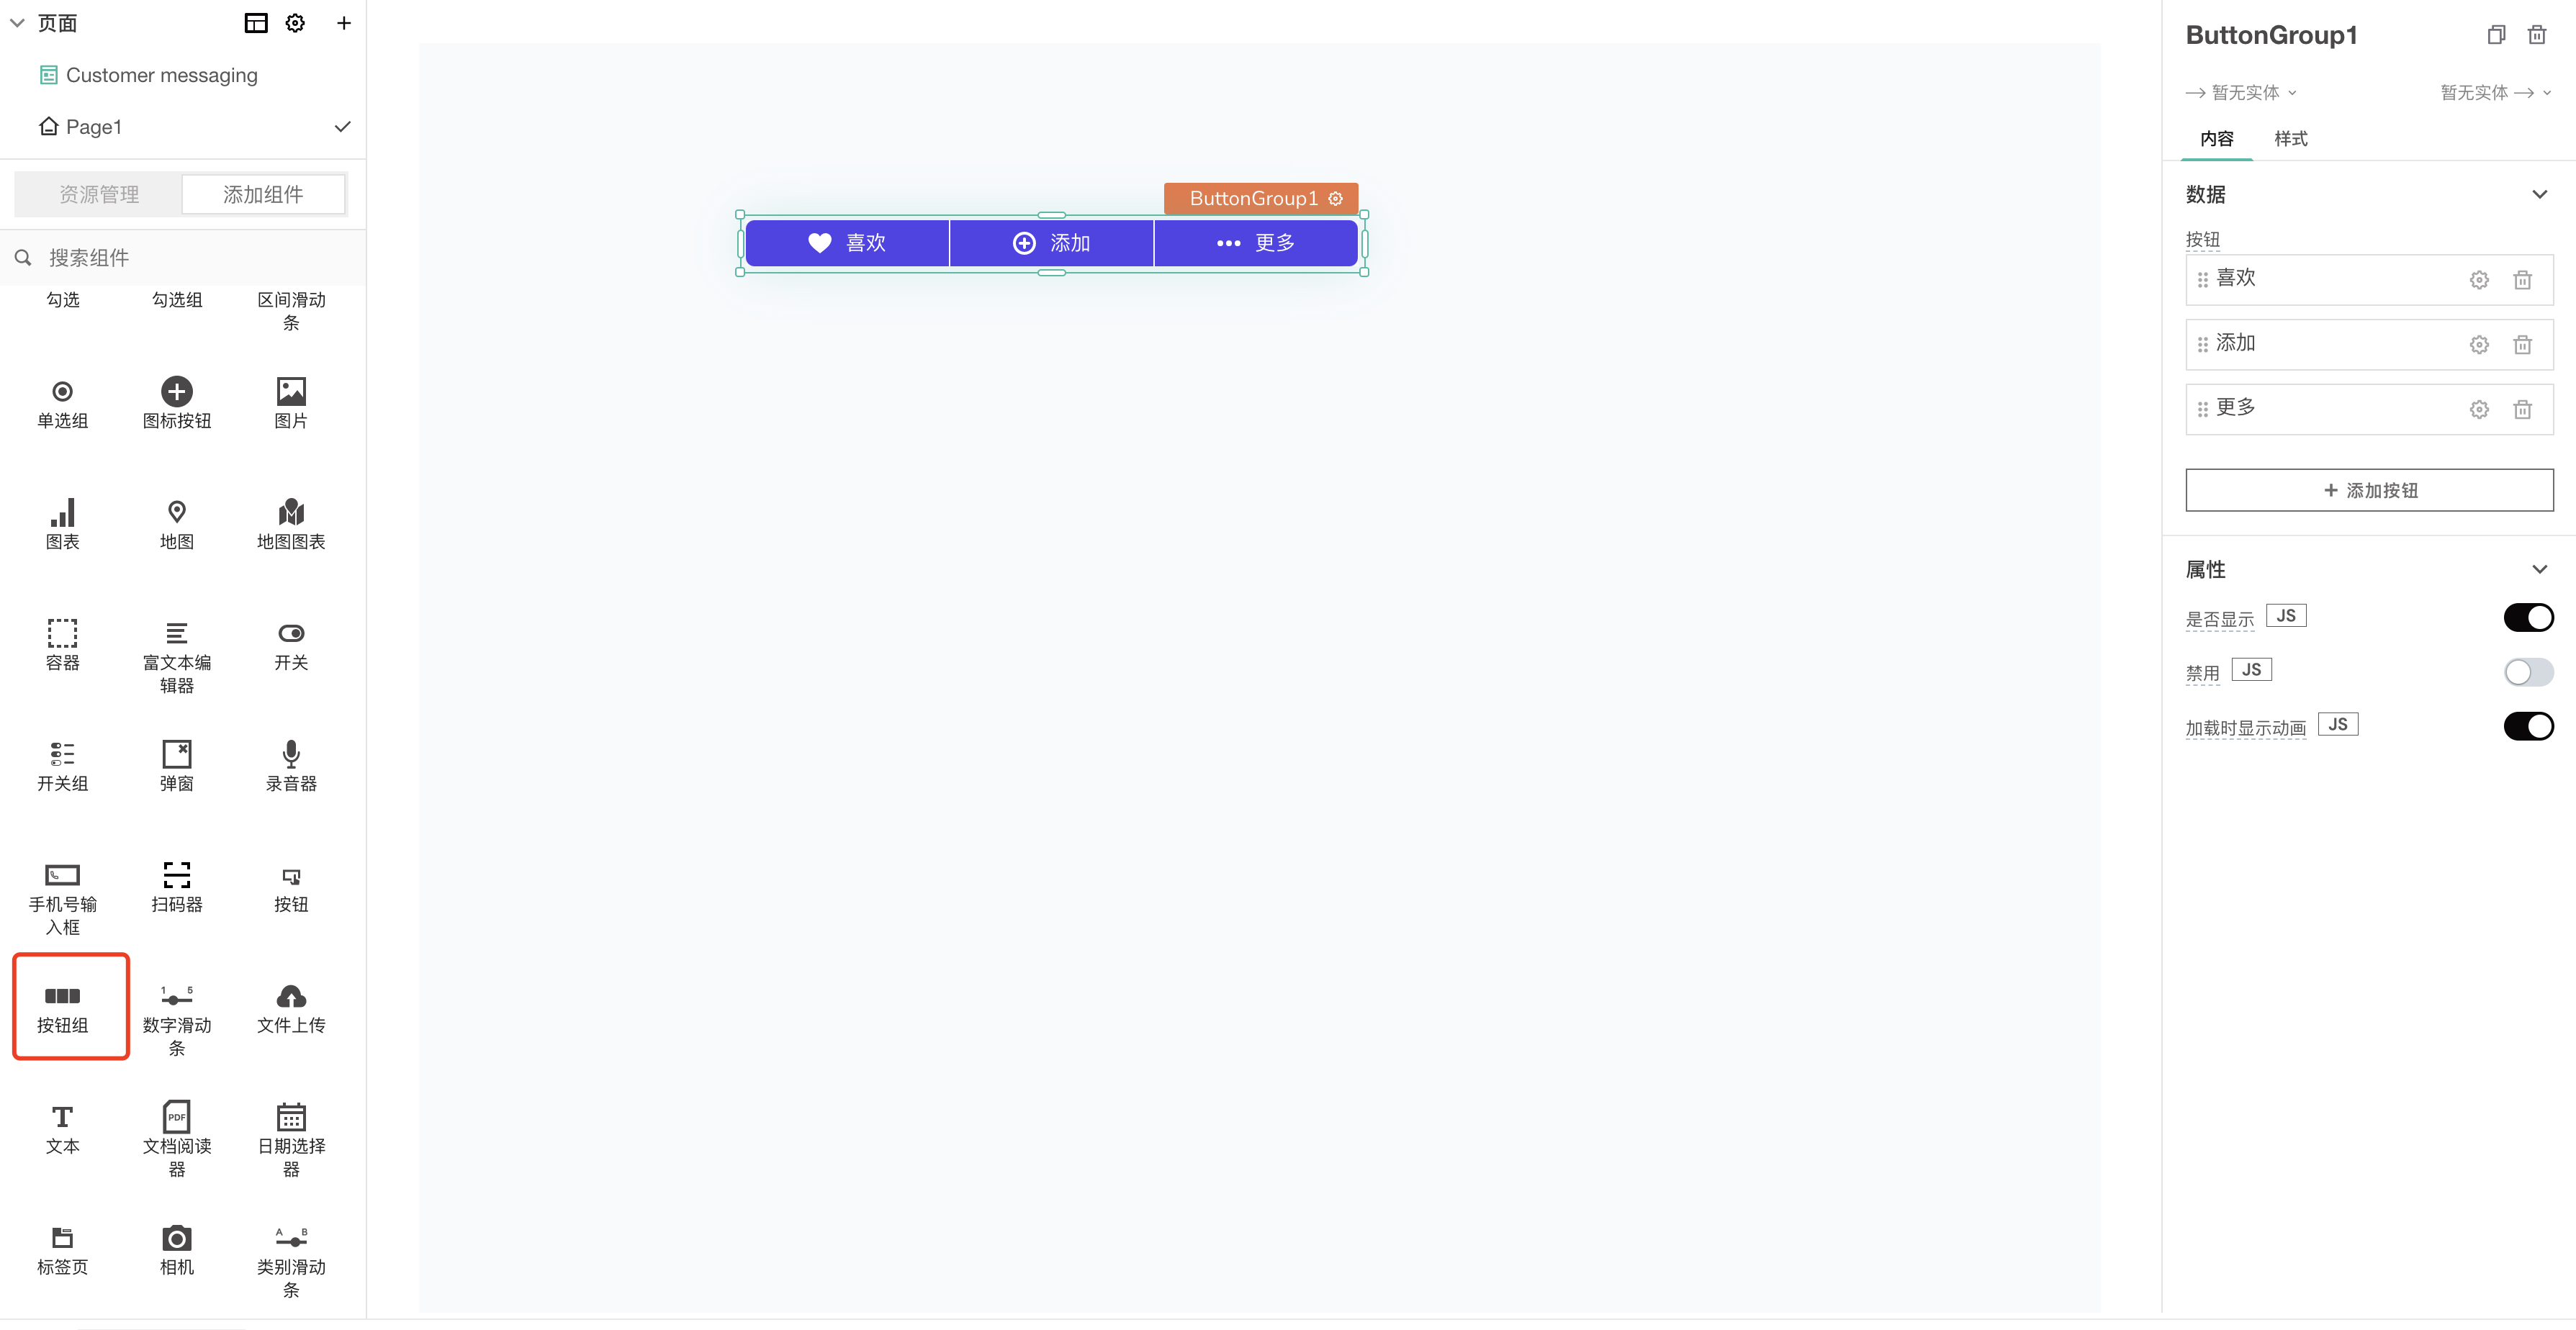 页面
Customer messaging
Page1
资源管理
添加组件
搜索组件
勾选
勾选组
区间滑动
条
单选组
图标按钮
图片
图表
地图
地图图表
容器
富文本编
辑器
开关
开关组
弹窗
录音器
手机号输
入框
扫码器
按钮
按钮组
1 5
数字滑动
条
文件上传
文本
PDF
文档阅读
器
日期选择
器
标签页
相机
A B
类别滑动
条
ButtonGroup1
喜欢
添加
更多
ButtonGroup1
暂无实体
暂无实体
内容
样式
数据
按钮
喜欢
添加
更多
+ 添加按钮
属性
是否显示 JS
禁用 JS
加载时显示动画 JS